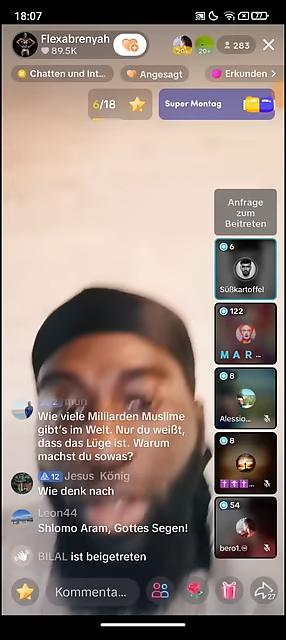 18:07
77
Flexabrenyah
89.5K
20+
20+
283
Chatten und Int...
Angesagt
Erkunden >
6/18
Super Montag
Anfrage
zum
Beitreten
6
Süßkartoffel
122
M A R ...
8
Alessio...
8
...
54
bero1.♾...
Wie viele Milliarden Muslime
gibt's im Welt. Nur du weißt,
dass das Lüge ist. Warum
machst du sowas?
12 Jesus König
Wie denk nach
Leon44
Shlomo Aram, Gottes Segen!
BILAL ist beigetreten
Kommenta...
27